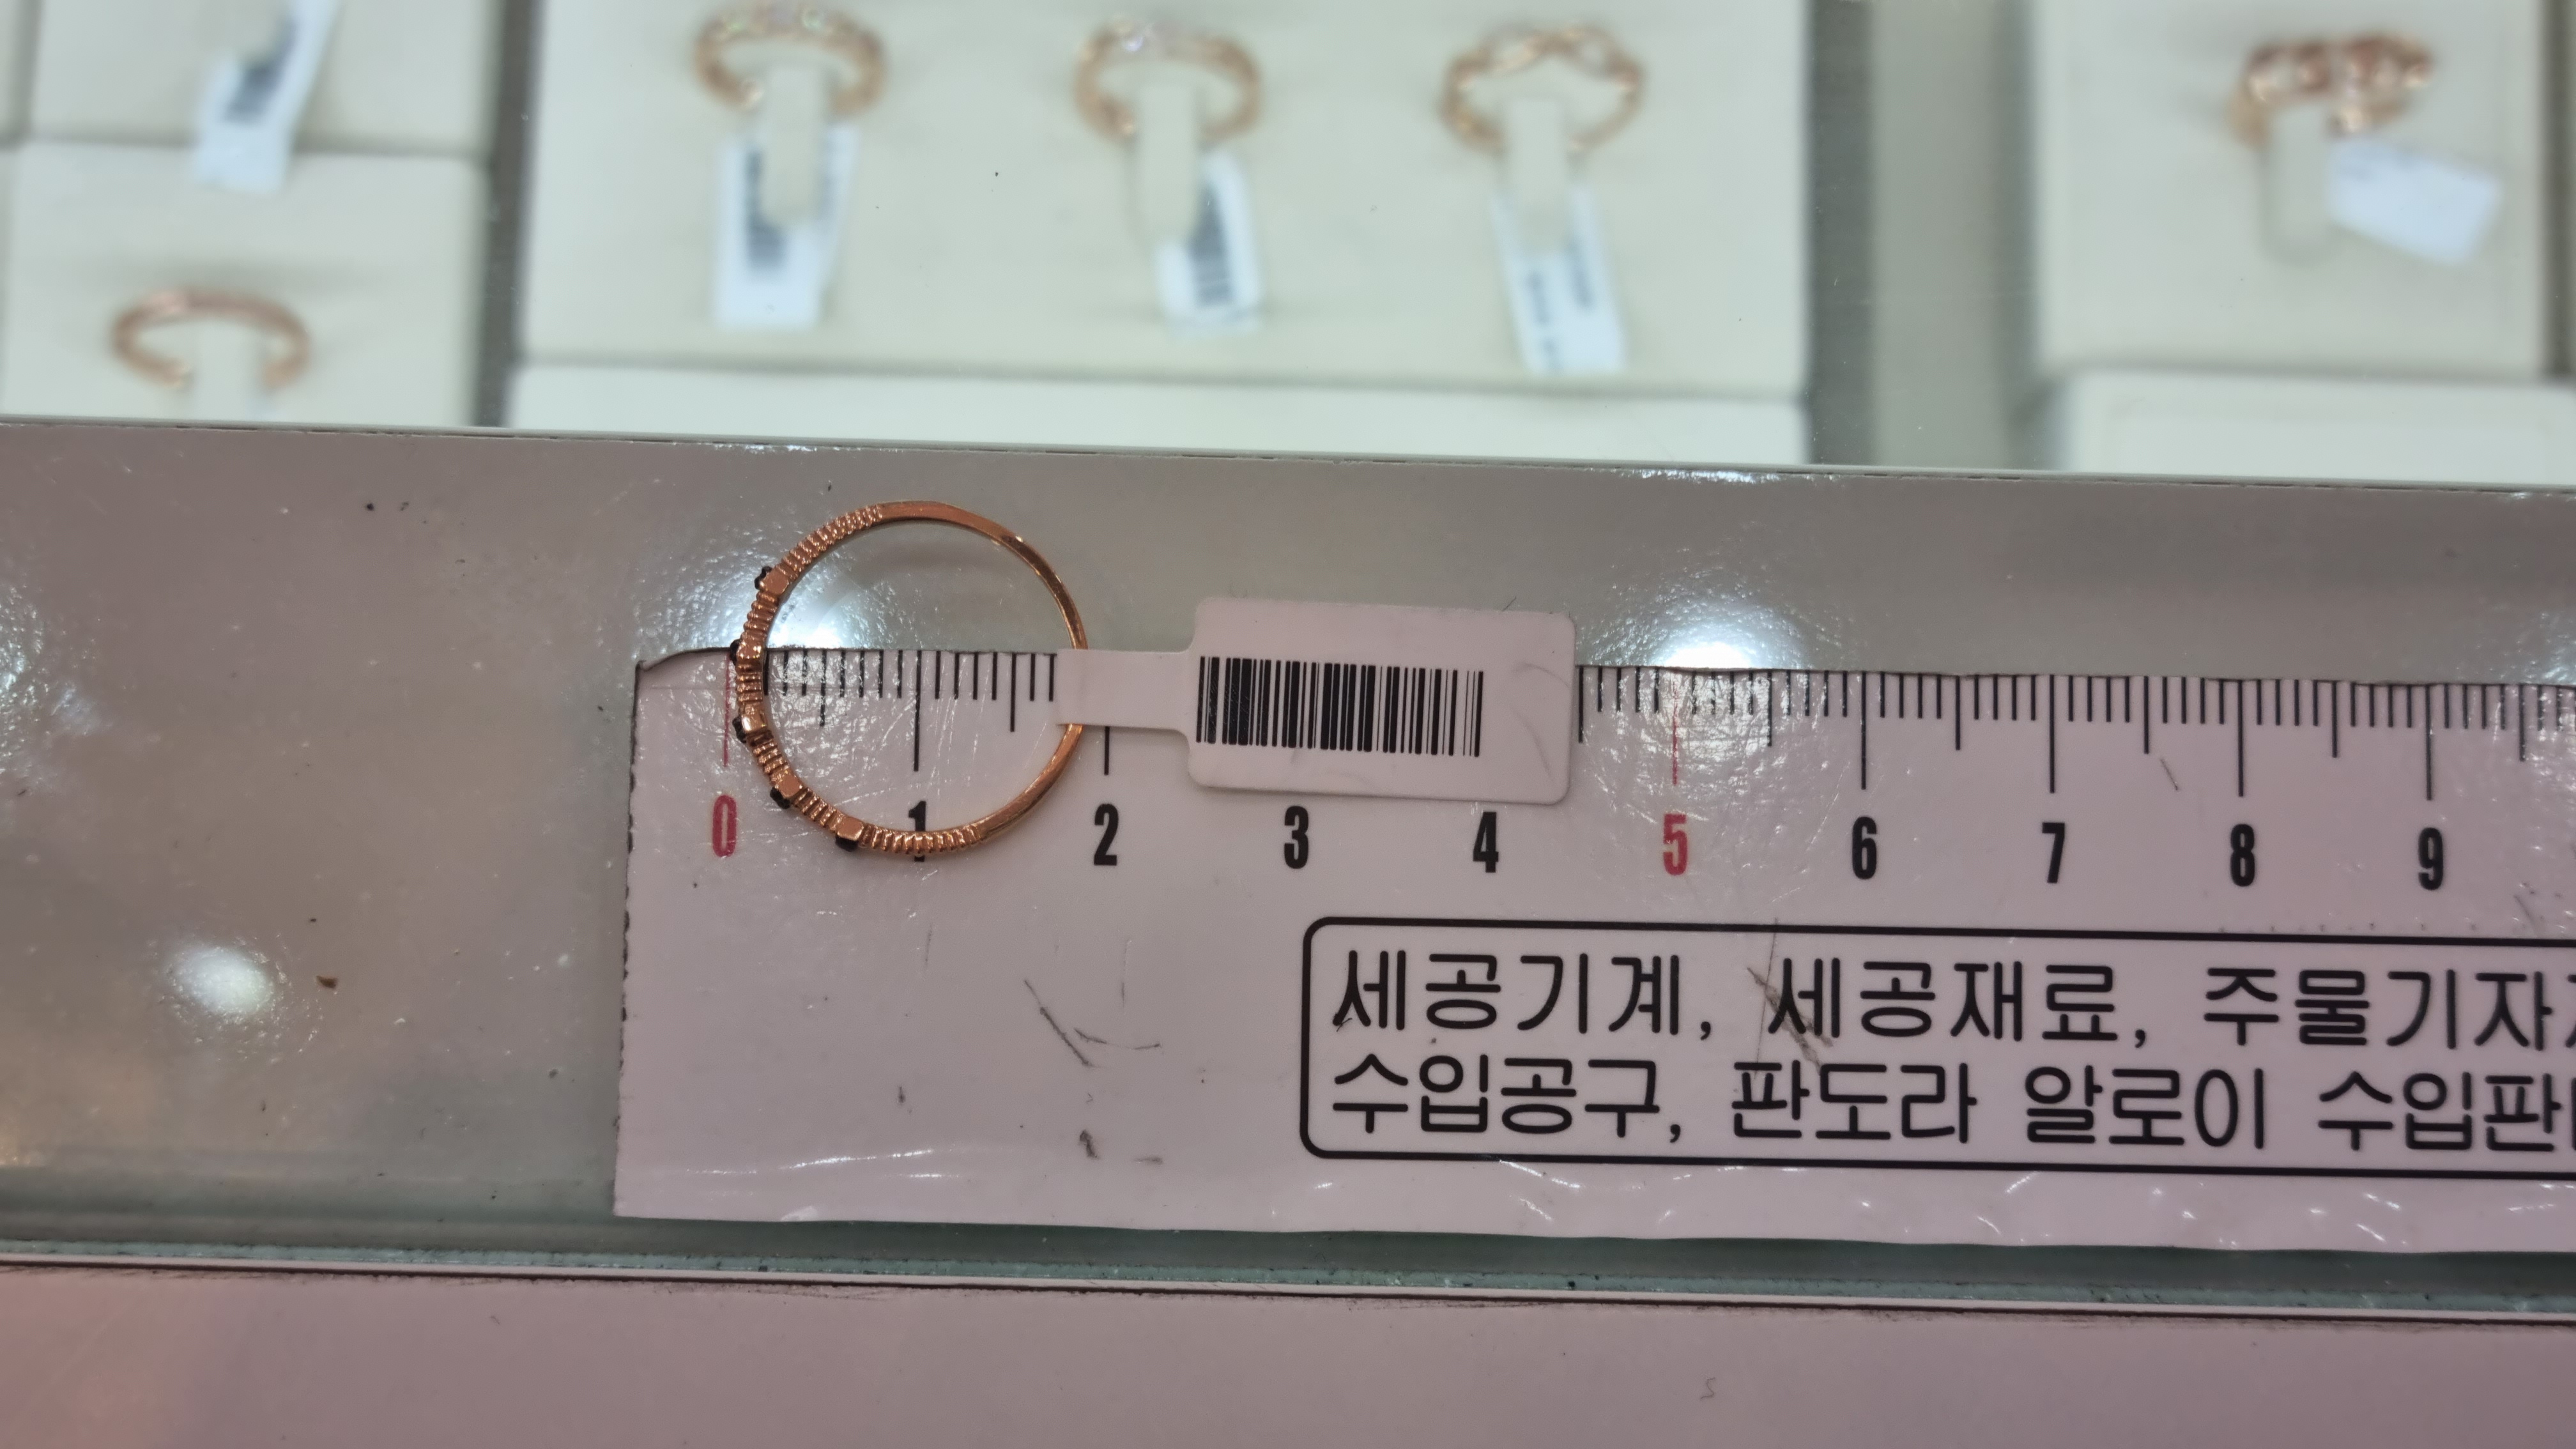 0 1 2 3 4 5 6 7 8 9
세공기계, 세공재료, 주물기자
수입공구, 판도라 알로이 수입판